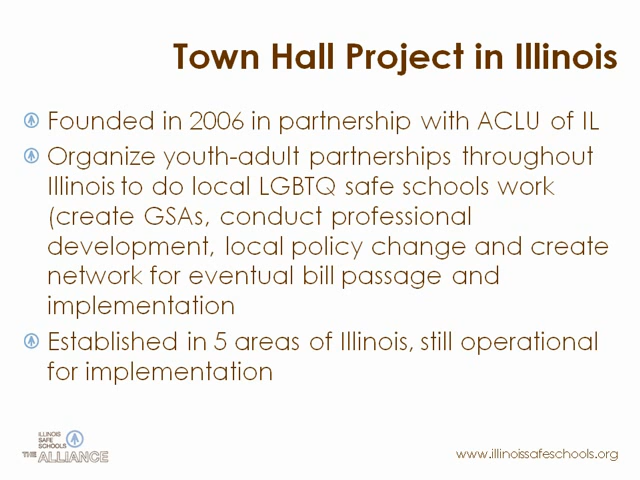 Town Hall Project in Illinois
Founded in 2006 in partnership with ACLU of IL
Organize youth-adult partnerships throughout
Illinois to do local LGBTQ safe schools work
(create GSAs, conduct professional
development, local policy change and create
network for eventual bill passage and
implementation
Established in 5 areas of Illinois, still operational
for implementation
ILLINOIS
SAFE
SCHOOLS
THE ALLIANCE
www.illinoissafeschools.org